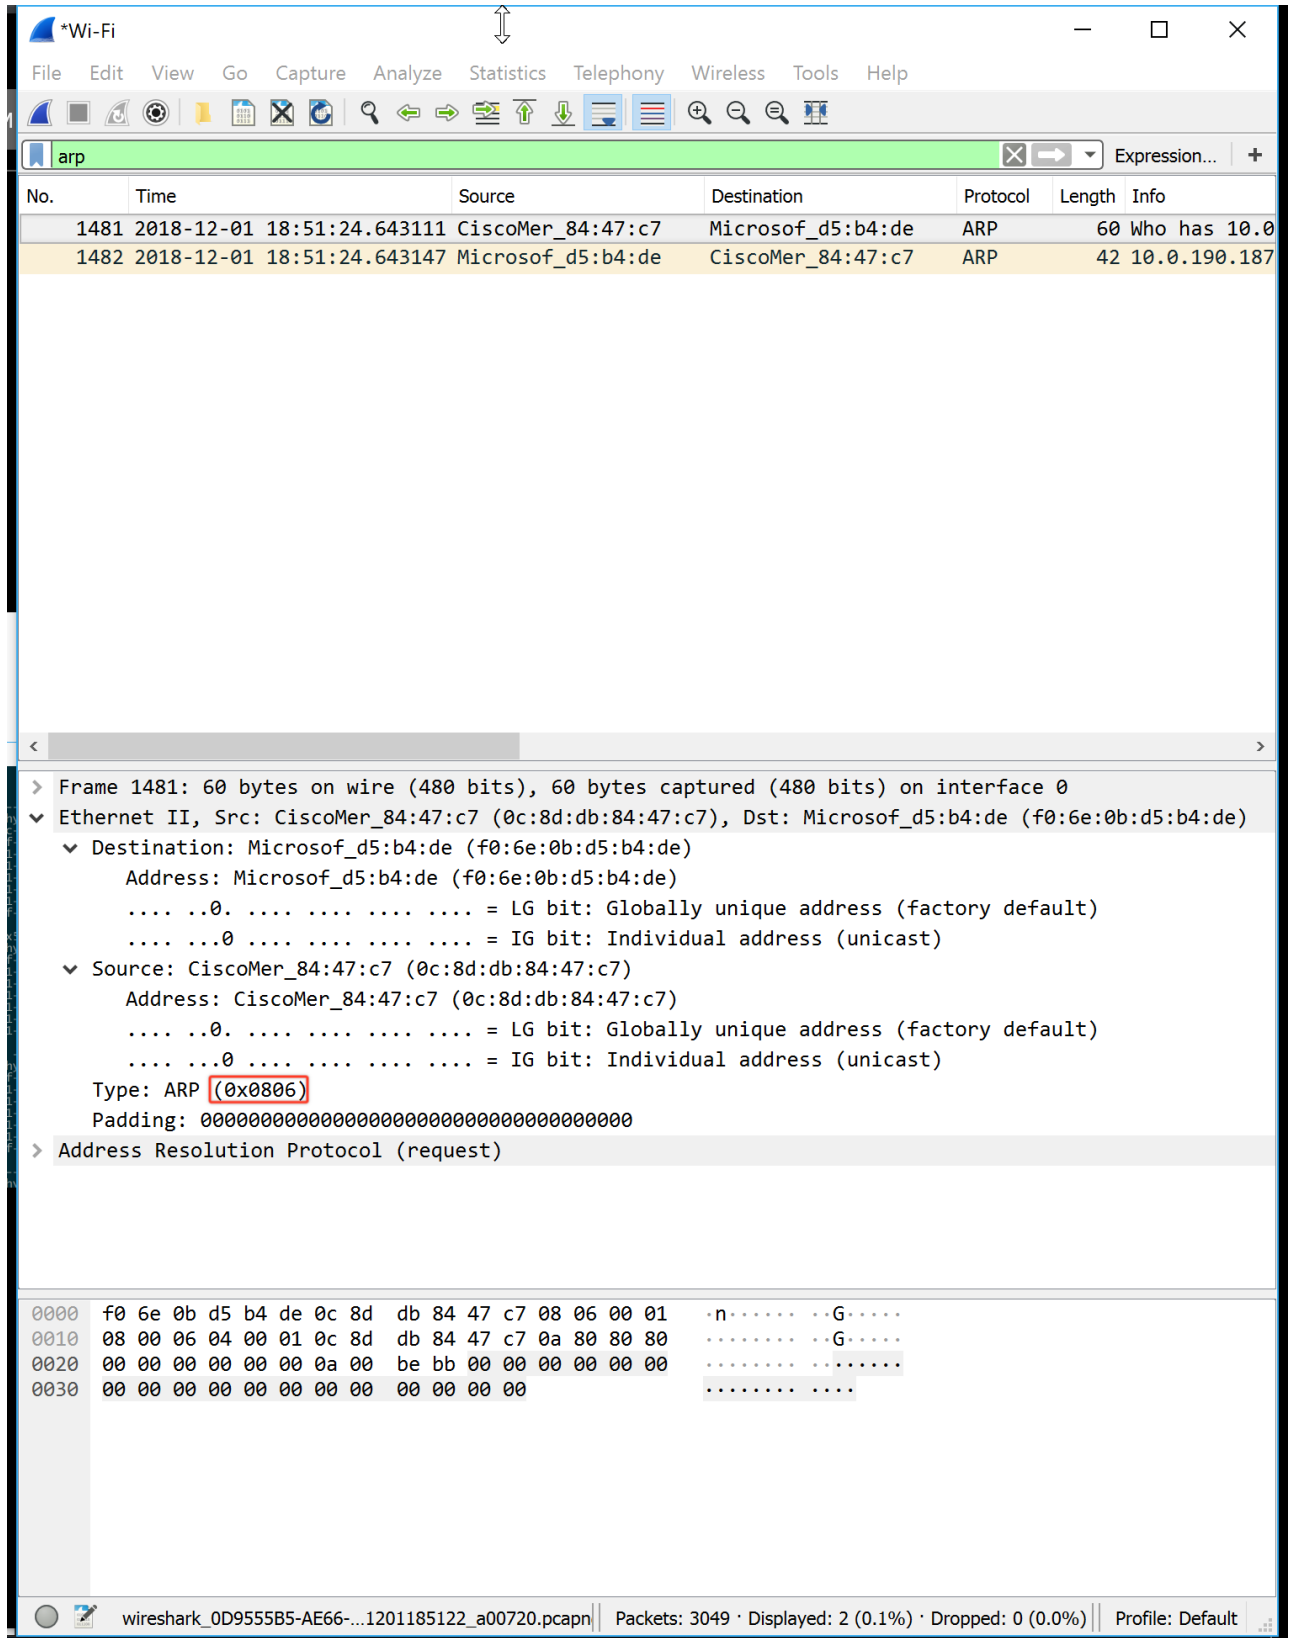 *Wi-Fi
File Edit View Go Capture Analyze Statistics Telephony Wireless Tools Help
arp Expression... +
No. Time Source Destination Protocol Length Info
1481 2018-12-01 18:51:24.643111 CiscoMer_84:47:c7 Microsof_d5:b4:de ARP 60 Who has 10.0
1482 2018-12-01 18:51:24.643147 Microsof_d5:b4:de CiscoMer_84:47:c7 ARP 42 10.0.190.187
Frame 1481: 60 bytes on wire (480 bits), 60 bytes captured (480 bits) on interface 0
Ethernet II, Src: CiscoMer_84:47:c7 (0c:8d:db:84:47:c7), Dst: Microsof_d5:b4:de (f0:6e:0b:d5:b4:de)
Destination: Microsof_d5:b4:de (f0:6e:0b:d5:b4:de)
Address: Microsof_d5:b4:de (f0:6e:0b:d5:b4:de)
.... ..0. .... .... .... .... = LG bit: Globally unique address (factory default)
.... ...0 .... .... .... .... = IG bit: Individual address (unicast)
Source: CiscoMer_84:47:c7 (0c:8d:db:84:47:c7)
Address: CiscoMer_84:47:c7 (0c:8d:db:84:47:c7)
.... ..0. .... .... .... .... = LG bit: Globally unique address (factory default)
.... ...0 .... .... .... .... = IG bit: Individual address (unicast)
Type: ARP (0x0806)
Padding: 000000000000000000000000000000000000
Address Resolution Protocol (request)
0000 f0 6e 0b d5 b4 de 0c 8d db 84 47 c7 08 06 00 01 ·n······ ··G·····
0010 08 00 06 04 00 01 0c 8d db 84 47 c7 0a 80 80 80 ········ ··G·····
0020 00 00 00 00 00 00 0a 00 be bb 00 00 00 00 00 00 ········ ········
0030 00 00 00 00 00 00 00 00 00 00 00 00 ········ ····
wireshark_0D9555B5-AE66-...1201185122_a00720.pcapn Packets: 3049 · Displayed: 2 (0.1%) · Dropped: 0 (0.0%) Profile: Default